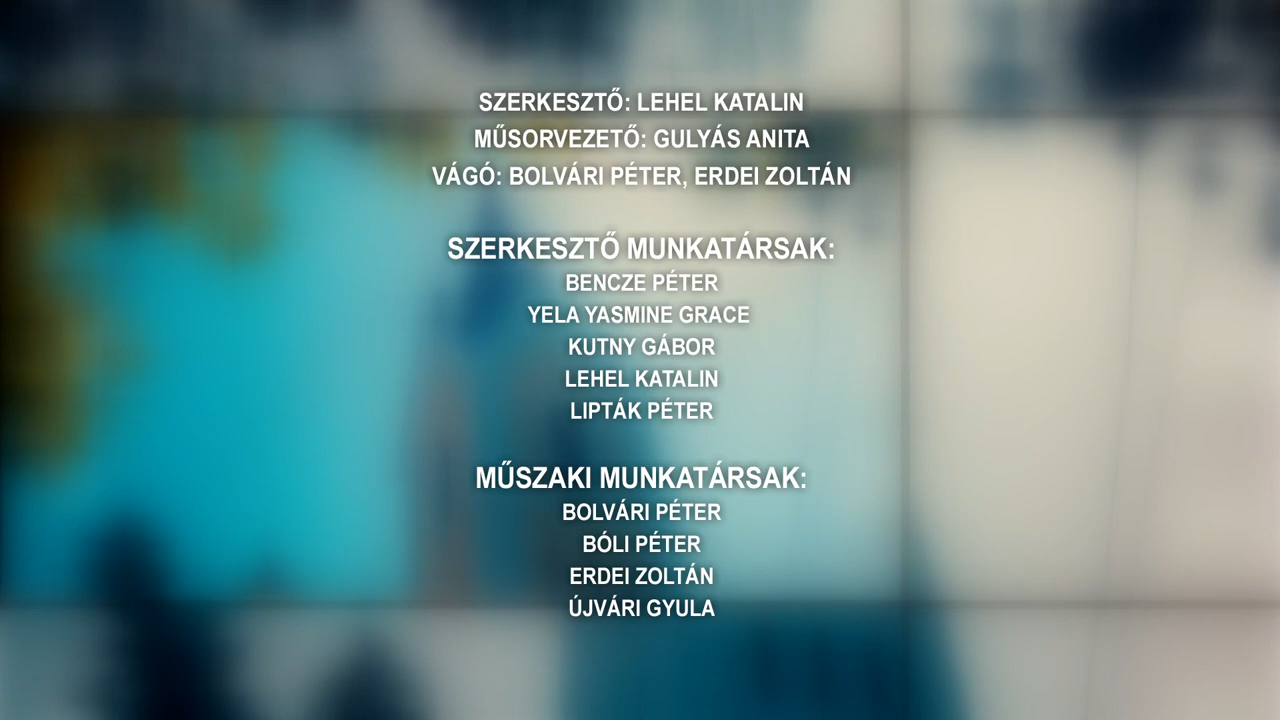 SZERKESZTŐ: LEHEL KATALIN
MŰSORVEZETŐ: GULYÁS ANITA
VÁGÓ: BOLVÁRI PÉTER, ERDEI ZOLTÁN
SZERKESZTŐ MUNKATÁRSAK:
BENCZE PÉTER
YELA YASMINE GRACE
KUTNY GÁBOR
LEHEL KATALIN
LIPTÁK PÉTER
MŰSZAKI MUNKATÁRSAK:
BOLVÁRI PÉTER
BÓLI PÉTER
ERDEI ZOLTÁN
ÚJVÁRI GYULA